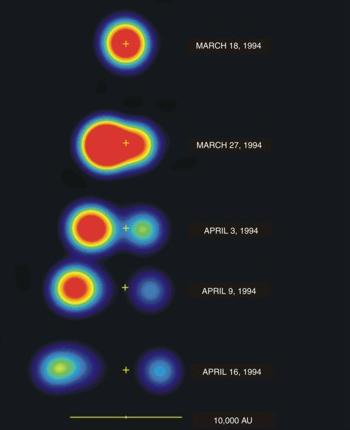 MARCH 18, 1994
MARCH 27, 1994
APRIL 3, 1994
APRIL 9, 1994
APRIL 16, 1994
10,000 AU